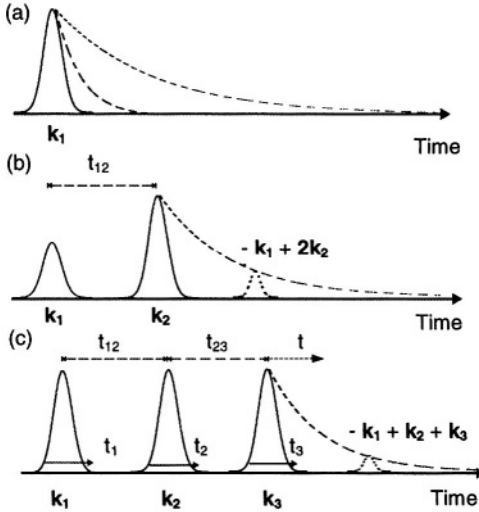 (a)
k1
Time
(b)
t12
- k1 + 2k2
k1 k2
Time
(c)
t12 t23 t
- k1 + k2 + k3
t1 t2 t3
k1 k2 k3
Time